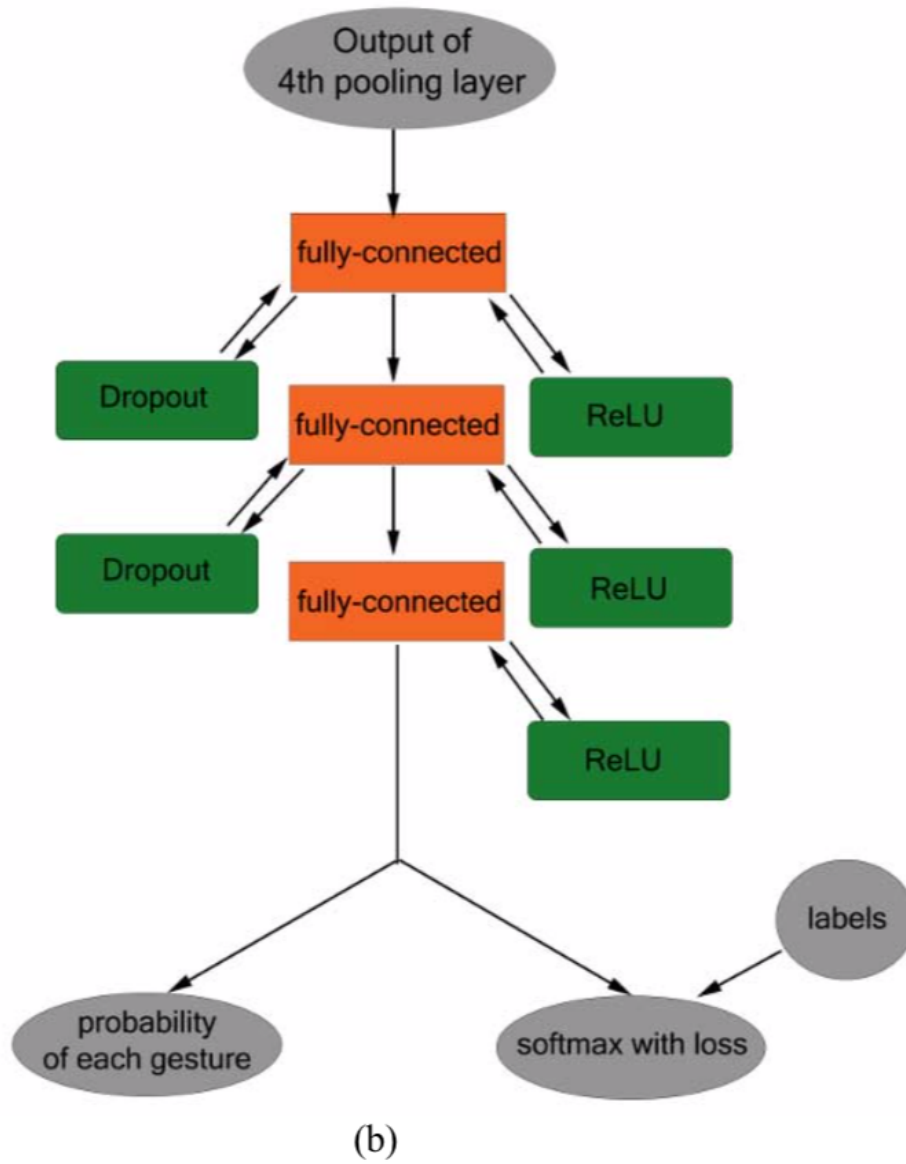 Output of
4th pooling layer
fully-connected
Dropout
ReLU
fully-connected
Dropout
ReLU
fully-connected
ReLU
labels
probability
of each gesture
softmax with loss
(b)